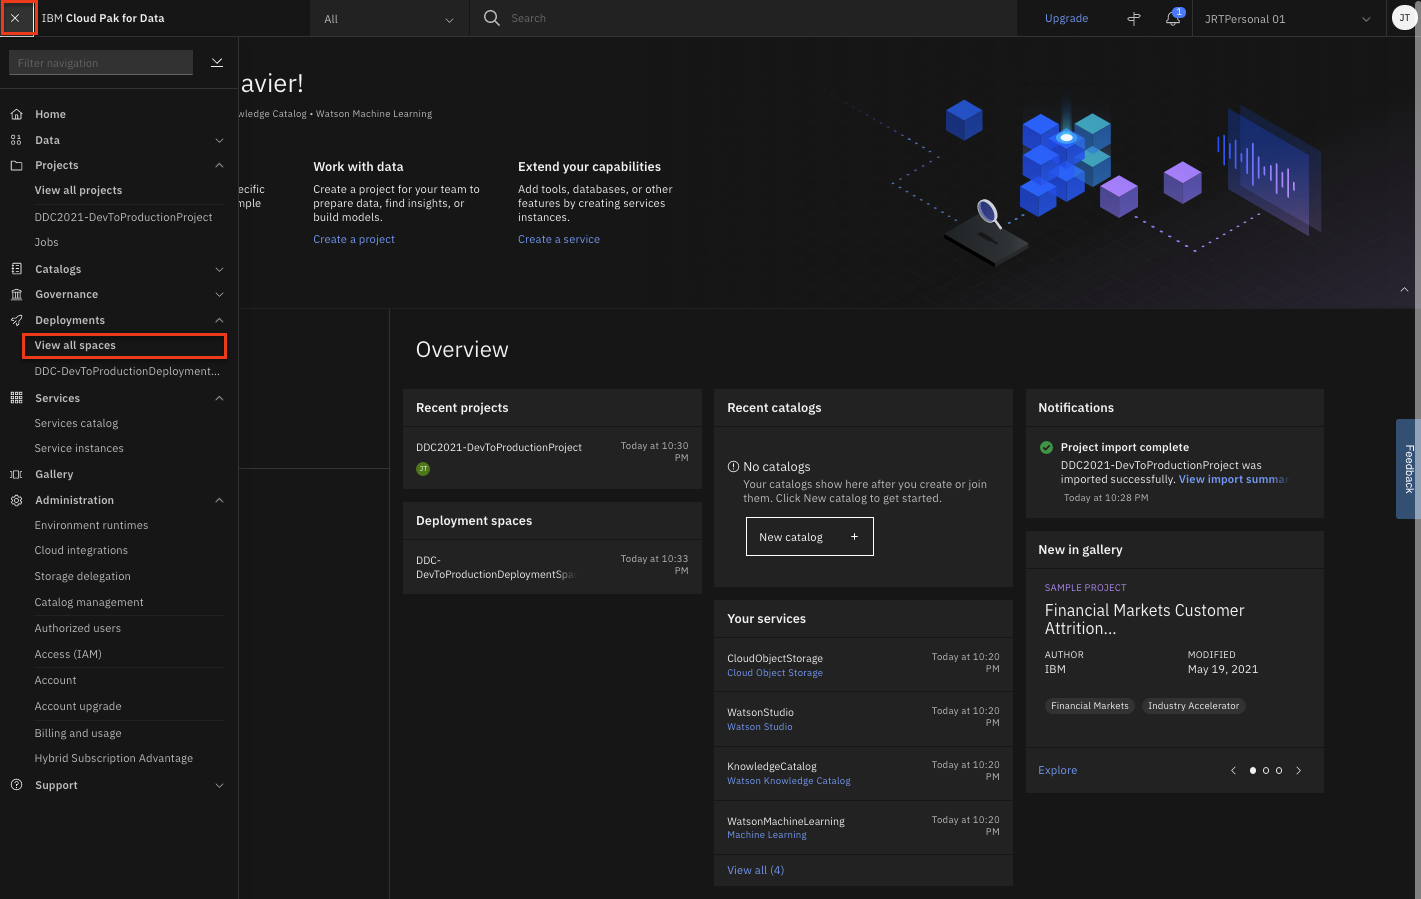 IBM Cloud Pak for Data
All
Search
Upgrade
1
JRTPersonal 01
JT
Filter navigation
Home
Data
Projects
View all projects
DDC2021-DevToProductionProject
Jobs
Catalogs
Governance
Deployments
View all spaces
DDC-DevToProductionDeployment...
Services
Services catalog
Service instances
Gallery
Administration
Environment runtimes
Cloud integrations
Storage delegation
Catalog management
Authorized users
Access (IAM)
Account
Account upgrade
Billing and usage
Hybrid Subscription Advantage
Support
avier!
wledge Catalog • Watson Machine Learning
ecific
mple
Work with data
Create a project for your team to
prepare data, find insights, or
build models.
Create a project
Extend your capabilities
Add tools, databases, or other
features by creating services
instances.
Create a service
Overview
Recent projects
DDC2021-DevToProductionProject
Today at 10:30
PM
JT
Deployment spaces
DDC-
DevToProductionDeploymentSpa
Today at 10:33
PM
Recent catalogs
No catalogs
Your catalogs show here after you create or join
them. Click New catalog to get started.
New catalog +
Your services
CloudObjectStorage
Cloud Object Storage
Today at 10:20
PM
WatsonStudio
Watson Studio
Today at 10:20
PM
KnowledgeCatalog
Watson Knowledge Catalog
Today at 10:20
PM
WatsonMachineLearning
Machine Learning
Today at 10:20
PM
View all (4)
Notifications
Project import complete
DDC2021-DevToProductionProject was
imported successfully. View import summar
Today at 10:28 PM
New in gallery
SAMPLE PROJECT
Financial Markets Customer
Attrition...
AUTHOR
IBM
MODIFIED
May 19, 2021
Financial Markets
Industry Accelerator
Explore
Feedback